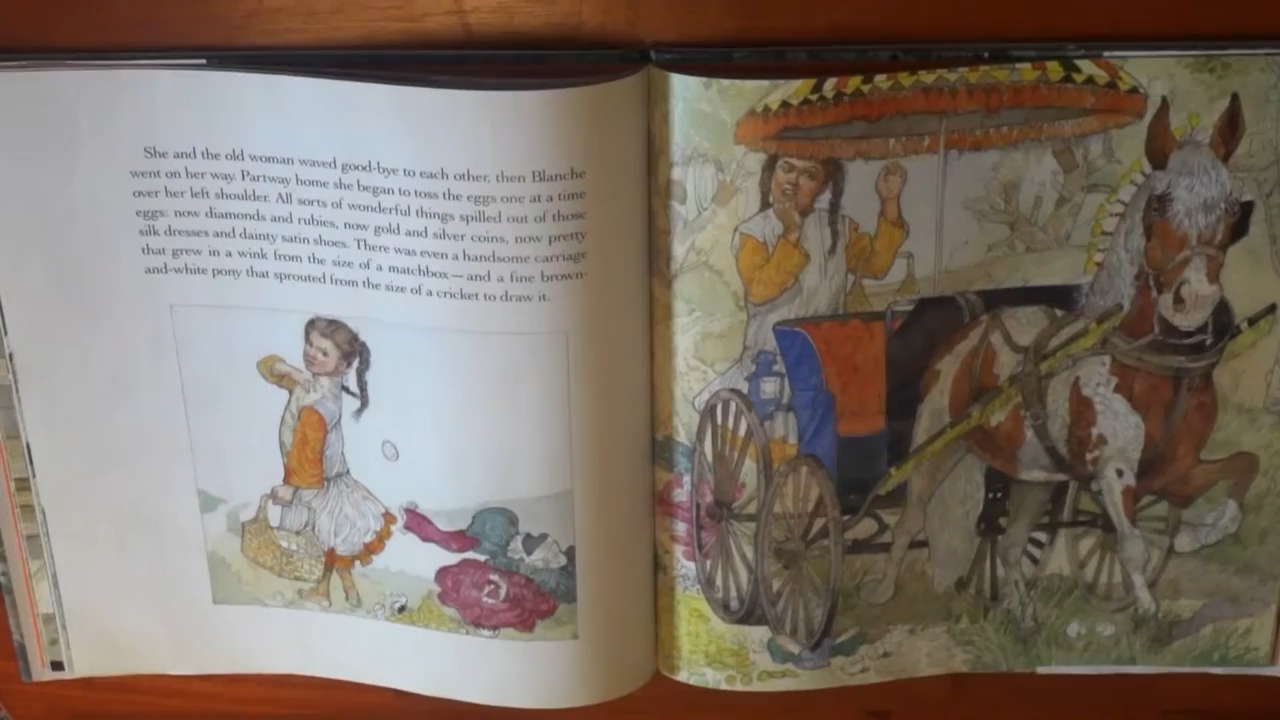 She and the old woman waved good-bye to each other, then Blanche
went on her way. Partway home she began to toss the eggs one at a time
over her left shoulder. All sorts of wonderful things spilled out of those
eggs: now diamonds and rubies, now gold and silver coins, now pretty
silk dresses and dainty satin shoes. There was even a handsome carriage
that grew in a wink from the size of a matchbox—and a fine brown-
and-white pony that sprouted from the size of a cricket to draw it.